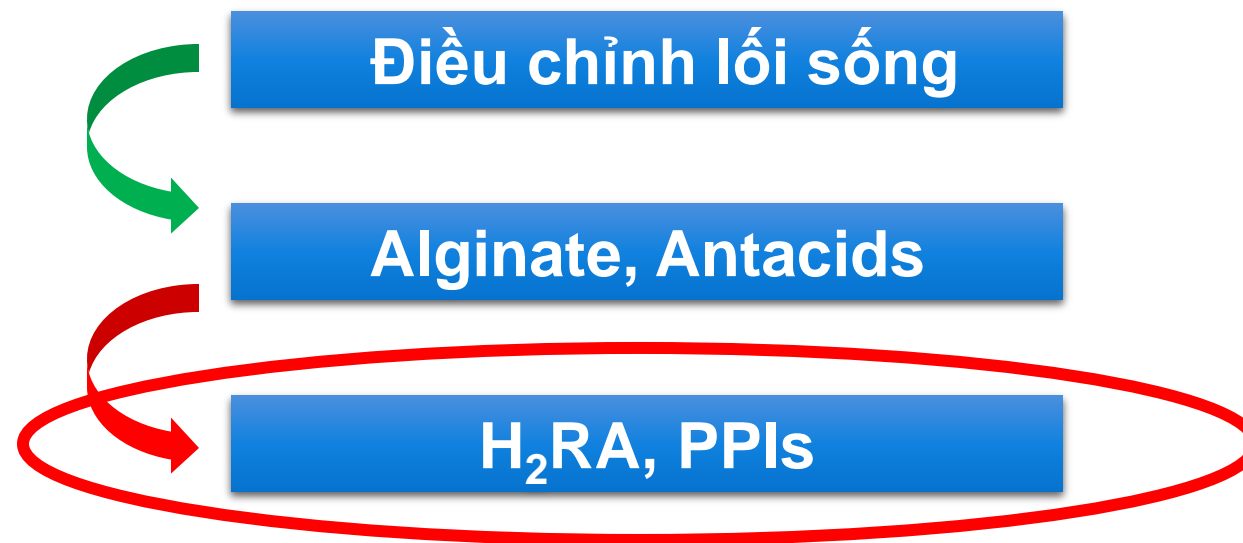 Điều chỉnh lối sống
Alginate, Antacids
H₂RA, PPIs